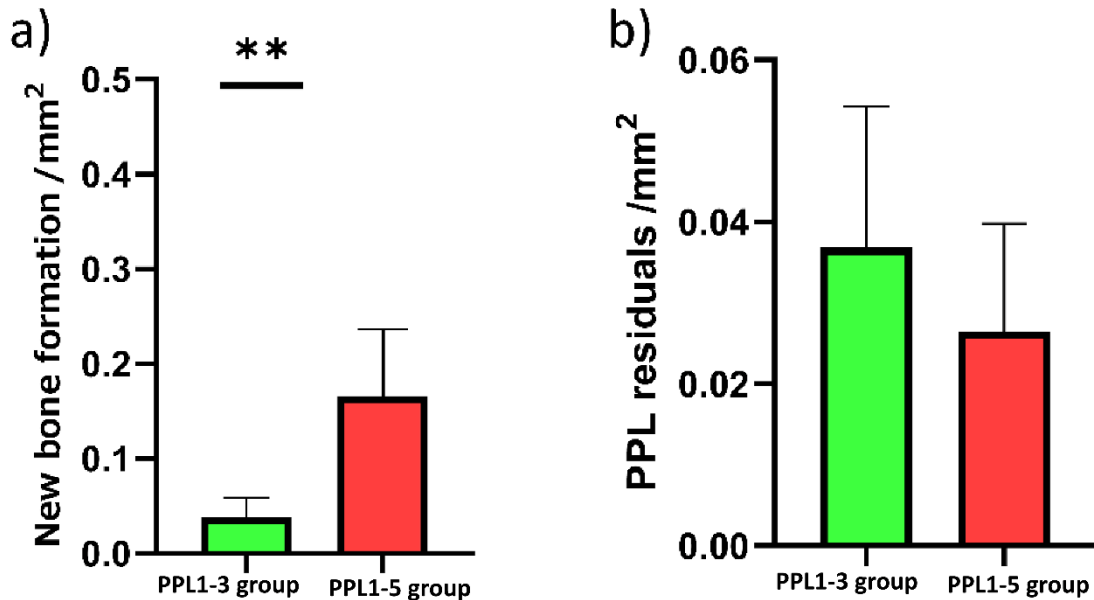 a)
**
New bone formation /mm²
0.5
0.4
0.3
0.2
0.1
0.0
PPL1-3 group
PPL1-5 group
b)
PPL residuals /mm²
0.06
0.04
0.02
0.00
PPL1-3 group
PPL1-5 group